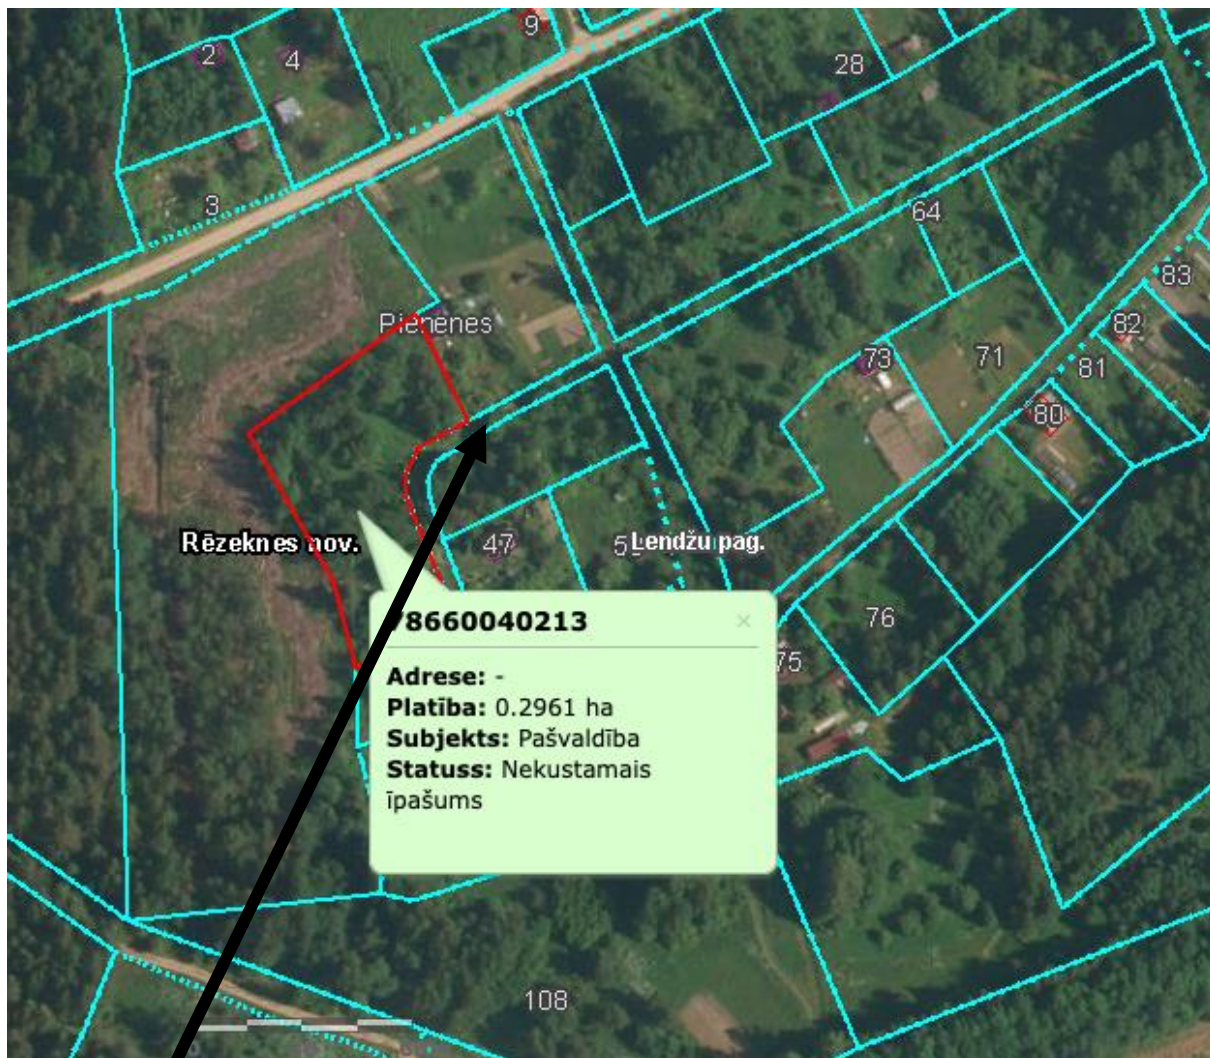 9
2
4
28
3
64
83
Pienenes
82
73
71
81
80
Rēzeknes nov.
47
Lendžu pag.
78660040213
×
76
75
Adrese: -
Platība: 0.2961 ha
Subjekts: Pašvaldība
Statuss: Nekustamais
īpašums
108